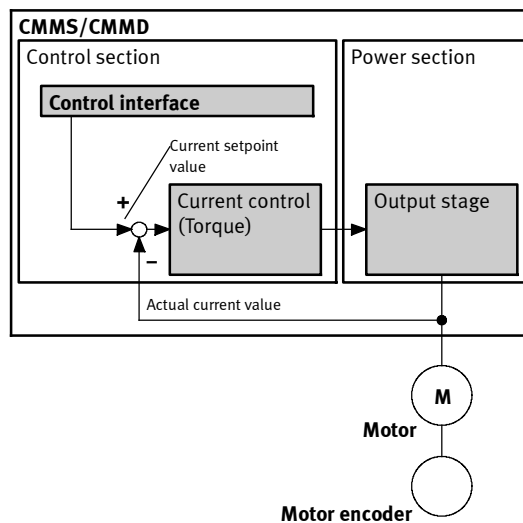 CMMS/CMMD
Control section
Power section
Control interface
Current setpoint
value
+
Current control
(Torque)
Output stage
–
Actual current value
M
Motor
Motor encoder